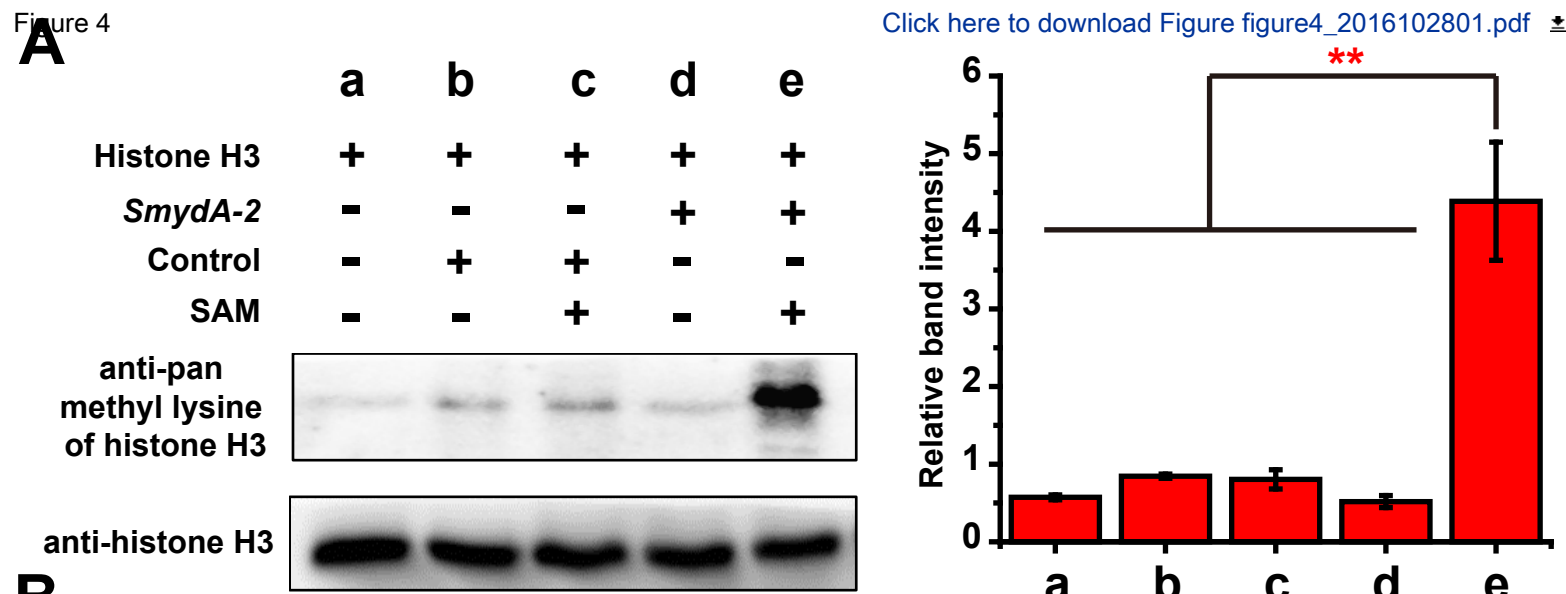 Figure 4
Click here to download Figure figure4_2016102801.pdf
A
a b c d e
Histone H3 + + + + +
SmydA-2 - - - + +
Control - + + - -
SAM - - + - +
anti-pan
methyl lysine
of histone H3
anti-histone H3
**
Relative band intensity
6
5
4
3
2
1
0
a b c d e
B